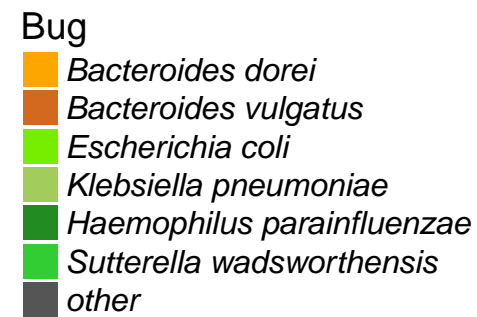 Bug
Bacteroides dorei
Bacteroides vulgatus
Escherichia coli
Klebsiella pneumoniae
Haemophilus parainfluenzae
Sutterella wadsworthensis
other